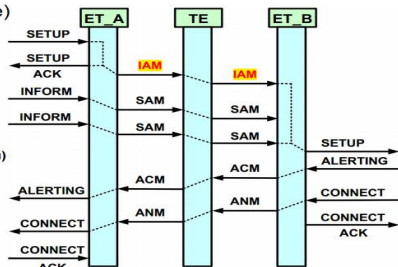 e)
ET_A TE ET_B
SETUP
SETUP
ACK
IAM
IAM
INFORM
SAM
SAM
INFORM
SAM
SAM
SETUP
ALERTING
ACM
ACM
ALERTING
CONNECT
ANM
ANM
CONNECT
CONNECT
ACK
CONNECT
ACK